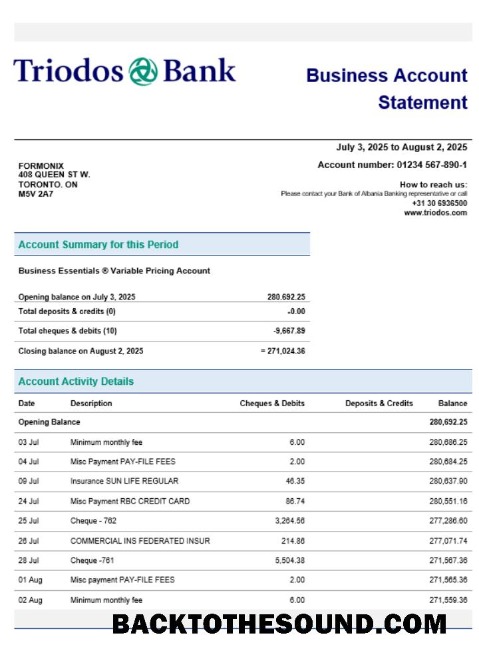 Triodos Bank
Business Account
Statement
July 3, 2025 to August 2, 2025
Account number: 01234 567-890-1
FORMONIX
408 QUEEN ST W.
TORONTO. ON
M5V 2A7
How to reach us:
Please contact your Bank of Albania Banking representative or call
+31 30 6936500
www.triodos.com
Account Summary for this Period
Business Essentials ® Variable Pricing Account
Opening balance on July 3, 2025 280.692.25
Total deposits & credits (0) -0.00
Total cheques & debits (10) -9,667.89
Closing balance on August 2, 2025 = 271,024.36
Account Activity Details
Date Description Cheques & Debits Deposits & Credits Balance
Opening Balance 280,692.25
03 Jul Minimum monthly fee 6.00 280,686.25
04 Jul Misc Payment PAY-FILE FEES 2.00 280,684.25
09 Jul Insurance SUN LIFE REGULAR 46.35 280,637.90
24 Jul Misc Payment RBC CREDIT CARD 86.74 280,551.16
25 Jul Cheque - 762 3,264.56 277,286.60
26 Jul COMMERCIAL INS FEDERATED INSUR 214.86 277,071.74
28 Jul Cheque -761 5,504.38 271,567.36
01 Aug Misc payment PAY-FILE FEES 2.00 271,565.36
02 Aug Minimum monthly fee 6.00 271,559.36
BACKTOTHESOUND.COM